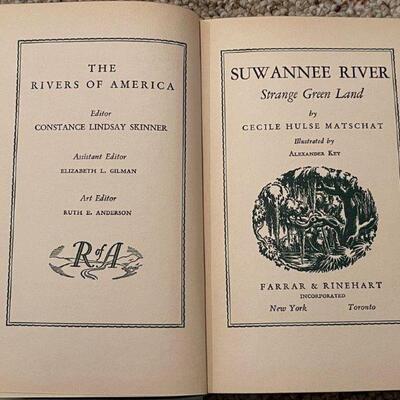 THE
RIVERS OF AMERICA
Editor
CONSTANCE LINDSAY SKINNER
Assistant Editor
ELIZABETH L. GILMAN
Art Editor
RUTH E. ANDERSON
R of A
SUWANNEE RIVER
Strange Green Land
by
CECILE HULSE MATSCHAT
Illustrated by
ALEXANDER KEY
FARRAR & RINEHART
INCORPORATED
New York Toronto